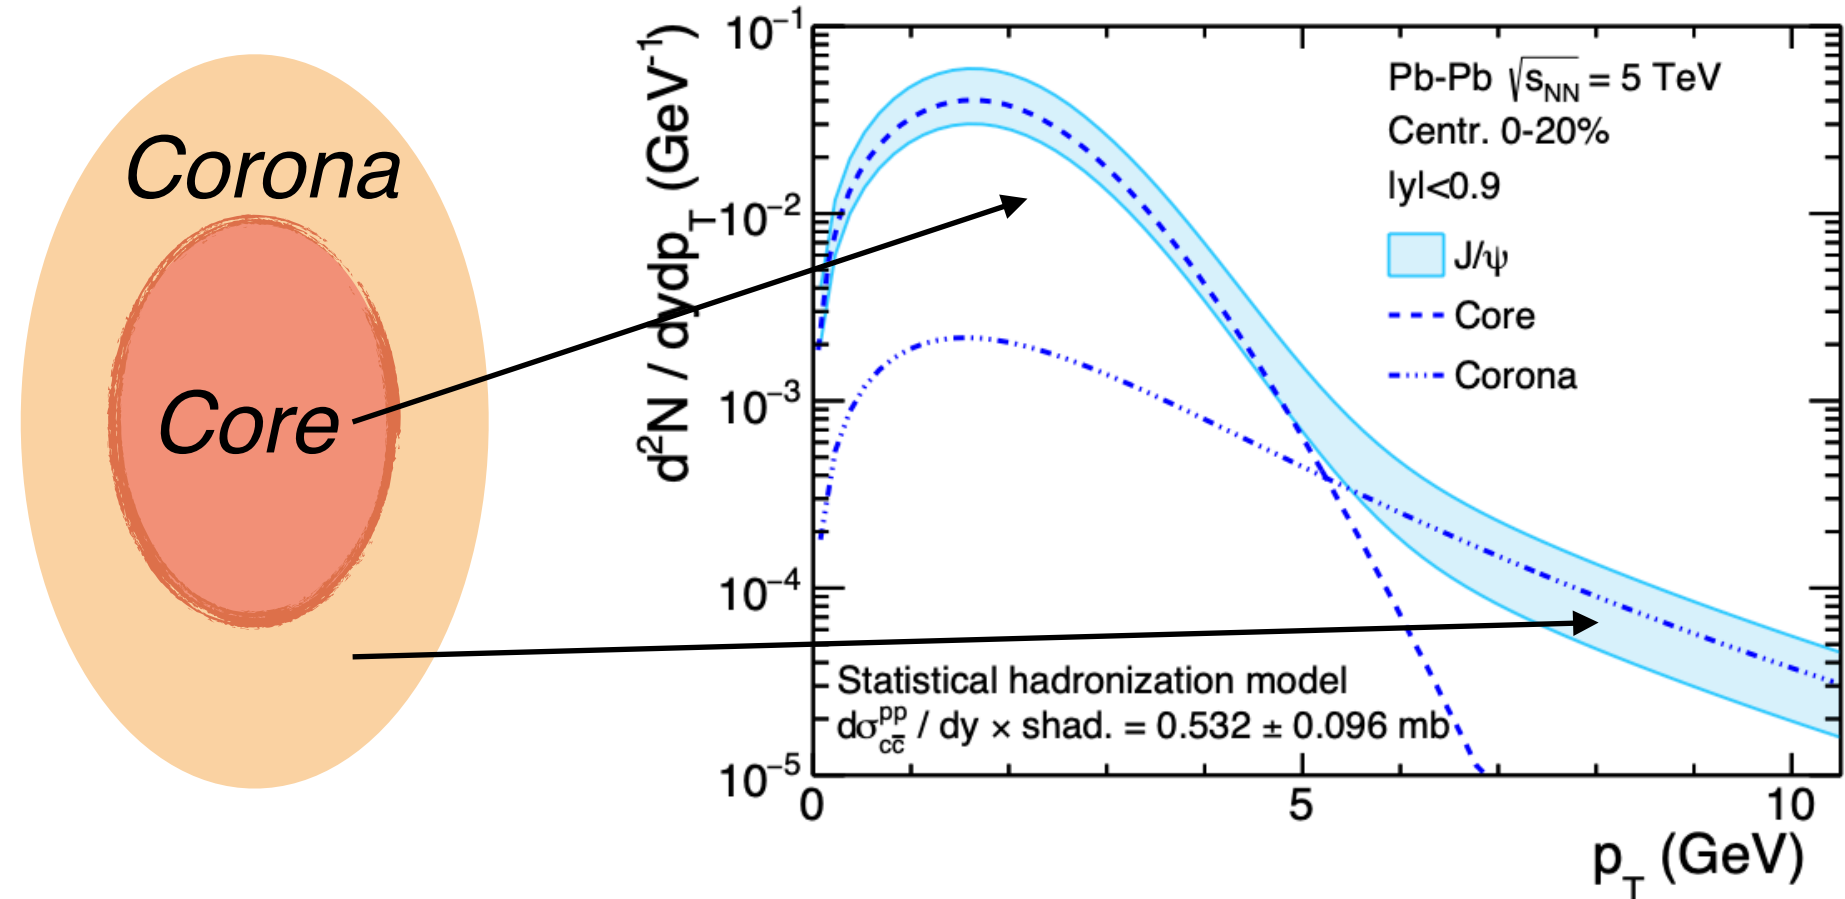 Corona
Core
d²N / dydp_T (GeV⁻¹)
10⁻¹
10⁻²
10⁻³
10⁻⁴
10⁻⁵
Pb-Pb √s_NN = 5 TeV
Centr. 0-20%
|y|<0.9
J/ψ
Core
Corona
Statistical hadronization model
dσ^pp_cc̅ / dy × shad. = 0.532 ± 0.096 mb
0 5 10
p_T (GeV)